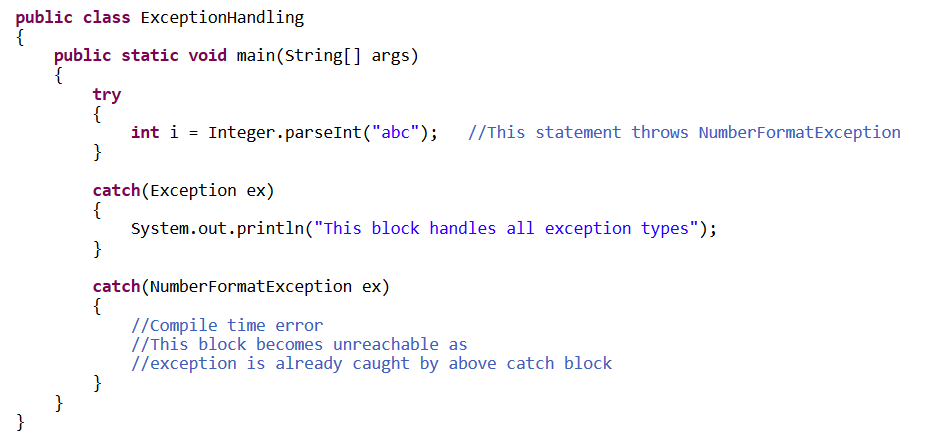 public class ExceptionHandling
{
    public static void main(String[] args)
    {
        try
        {
            int i = Integer.parseInt("abc");   //This statement throws NumberFormatException
        }

        catch(Exception ex)
        {
            System.out.println("This block handles all exception types");
        }

        catch(NumberFormatException ex)
        {
            //Compile time error
            //This block becomes unreachable as
            //exception is already caught by above catch block
        }
    }
}